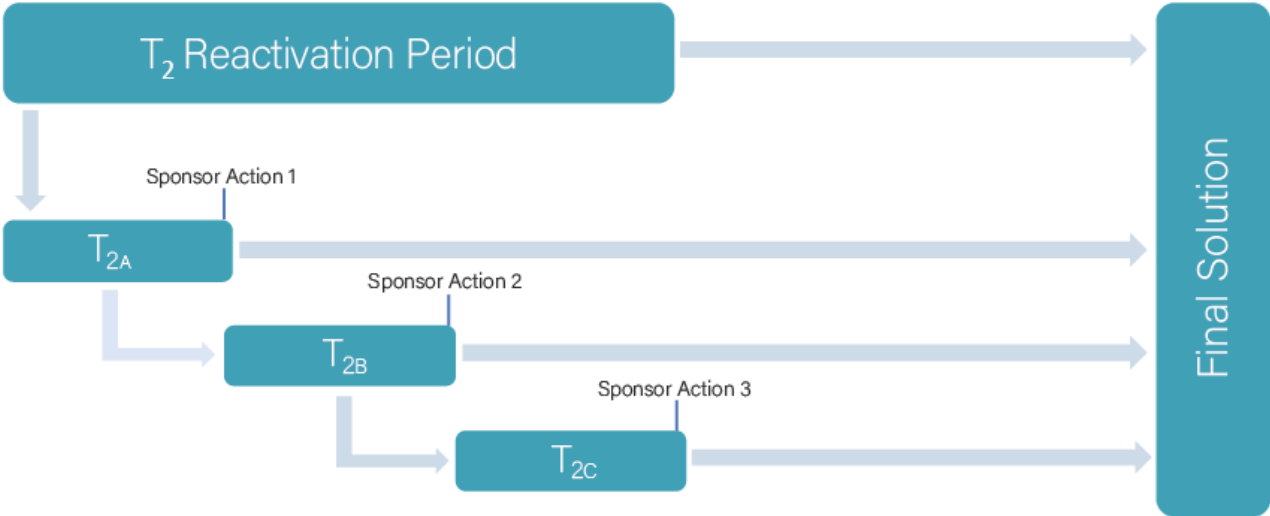 T₂ Reactivation Period
Sponsor Action 1
T₂A
Sponsor Action 2
T₂B
Sponsor Action 3
T₂C
Final Solution